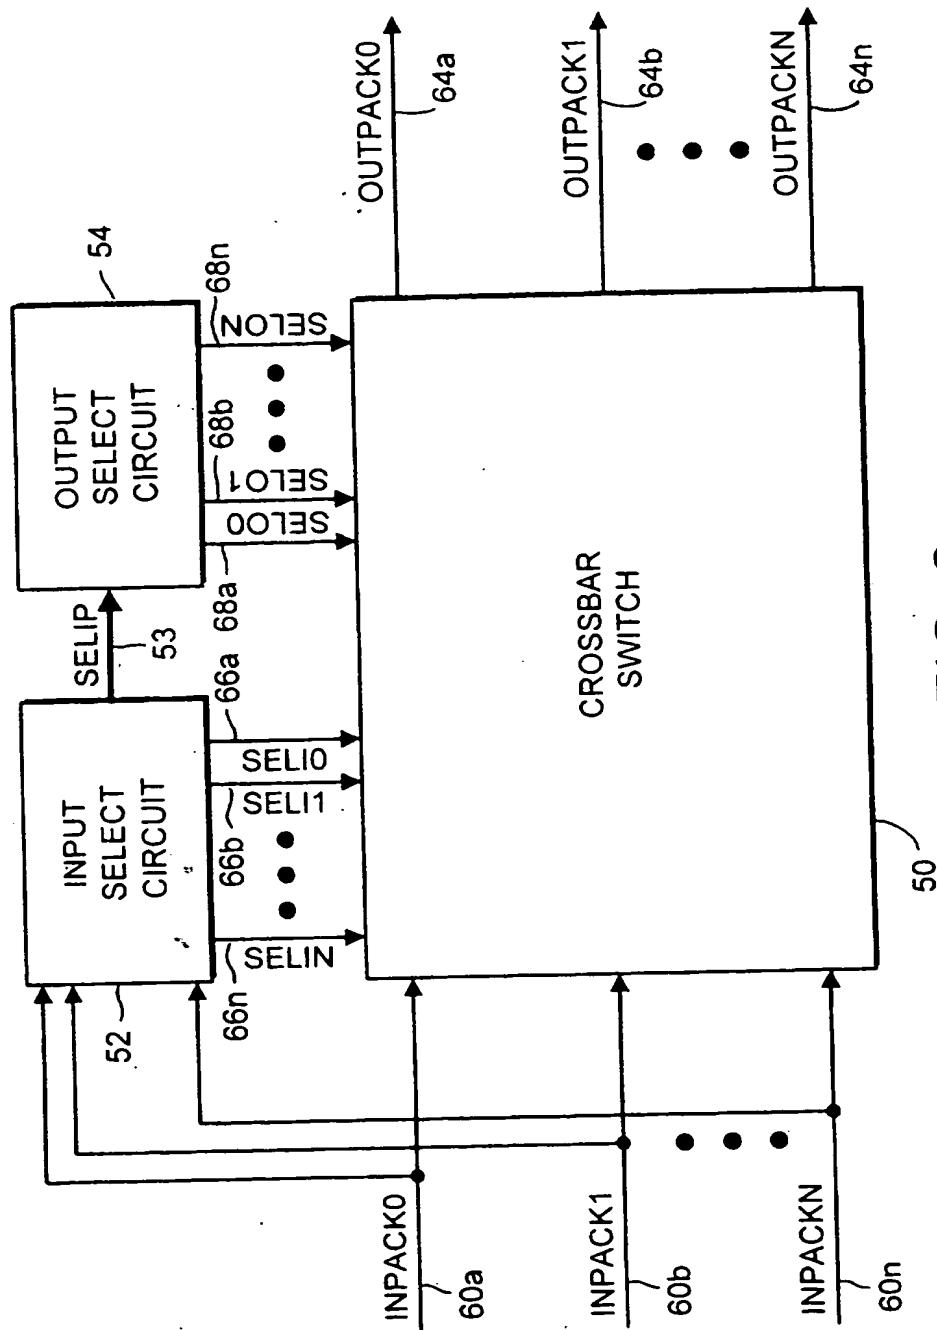 INPUT
SELECT
CIRCUIT
52
SELIP
53
OUTPUT
SELECT
CIRCUIT
54
66n
SELIN
66b
SELI1
SELI0
66a
68a
SELO0
SELO1
68b
SELON
68n
INPACK0
60a
INPACK1
60b
INPACKN
60n
CROSSBAR
SWITCH
50
OUTPACK0
64a
OUTPACK1
64b
OUTPACKN
64n